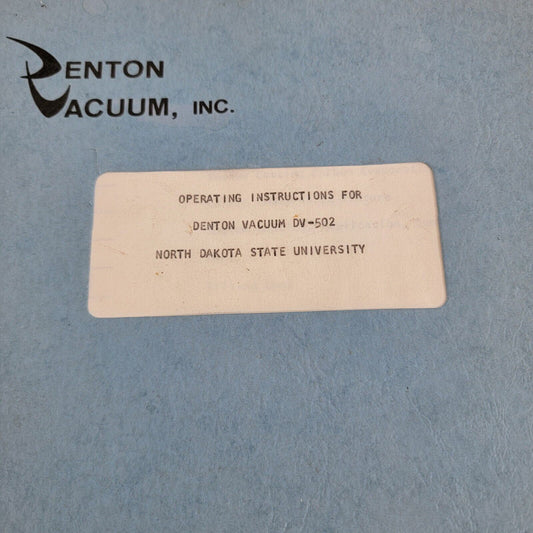 DENTON
VACUUM, INC.
OPERATING INSTRUCTIONS FOR
DENTON VACUUM DV-502
NORTH DAKOTA STATE UNIVERSITY